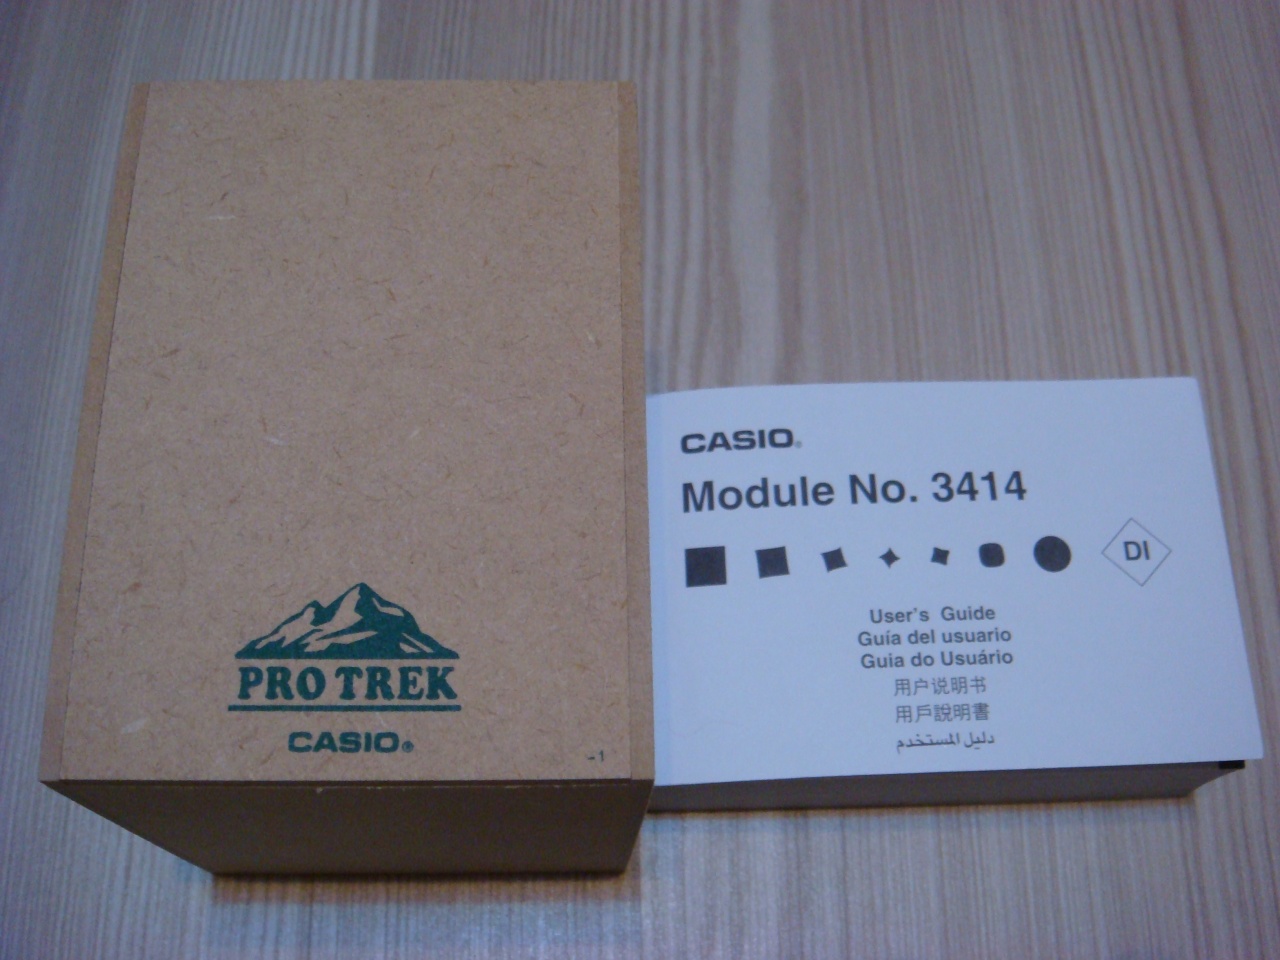 PRO TREK
CASIO®
-1
CASIO®
Module No. 3414
DI
User's Guide
Guía del usuario
Guia do Usuário
用户说明书
用戶說明書
دليل المستخدم